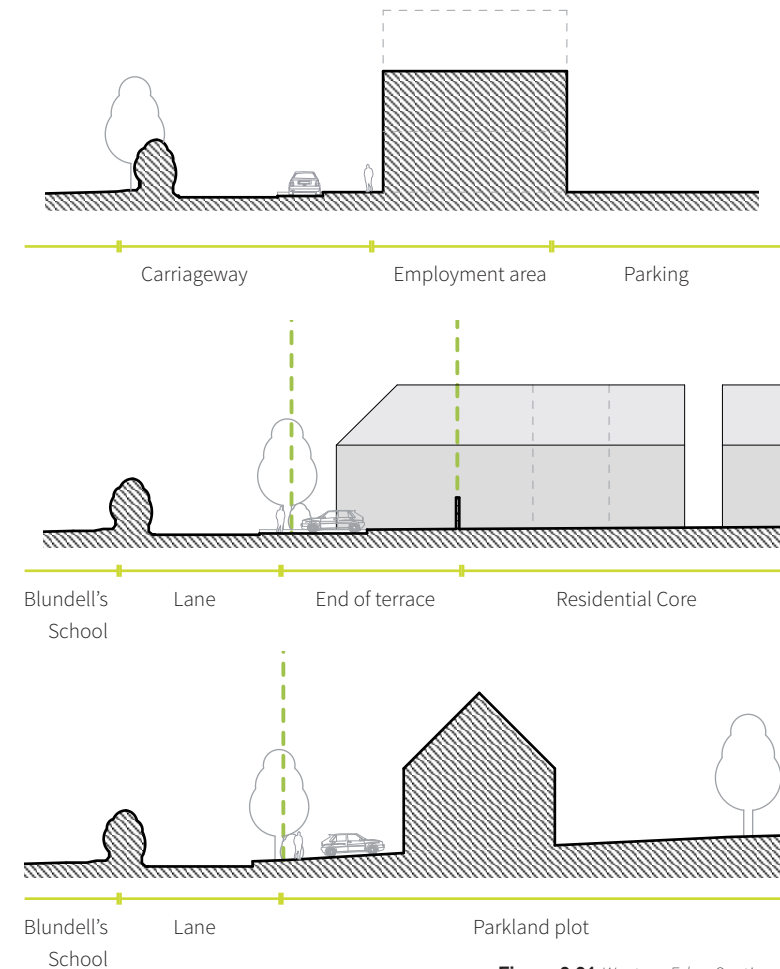 Carriageway Employment area Parking
Blundell’s Lane End of terrace Residential Core
School
Blundell’s Lane Parkland plot
School